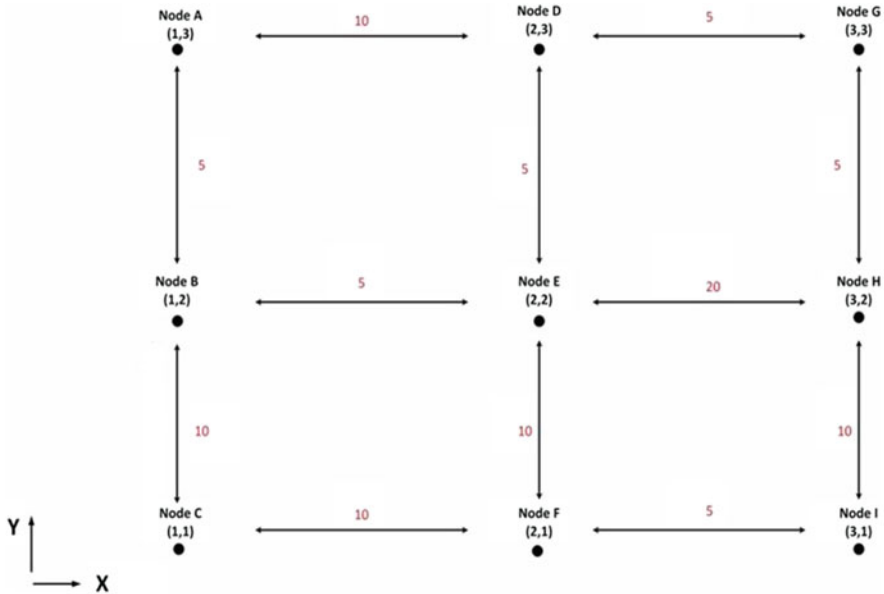 Node A
(1,3)
10
Node D
(2,3)
5
Node G
(3,3)
5
5
5
Node B
(1,2)
5
Node E
(2,2)
20
Node H
(3,2)
10
10
10
Node C
(1,1)
10
Node F
(2,1)
5
Node I
(3,1)
Y
X